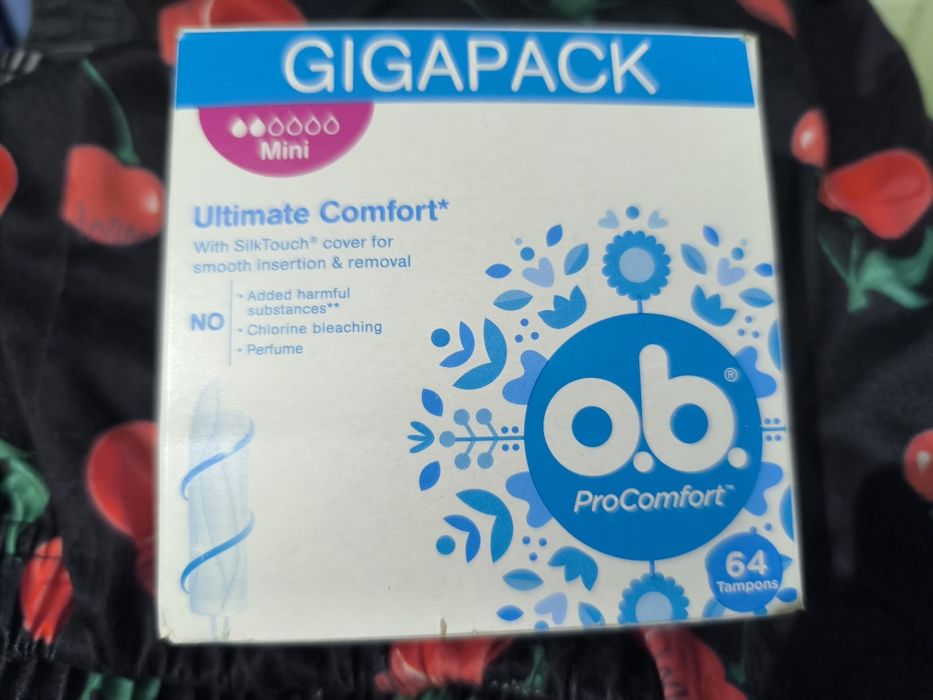 GIGAPACK
Mini
Ultimate Comfort*
With SilkTouch® cover for
smooth insertion & removal
NO
• Added harmful
substances**
• Chlorine bleaching
• Perfume
o.b.®
ProComfort™
64
Tampons